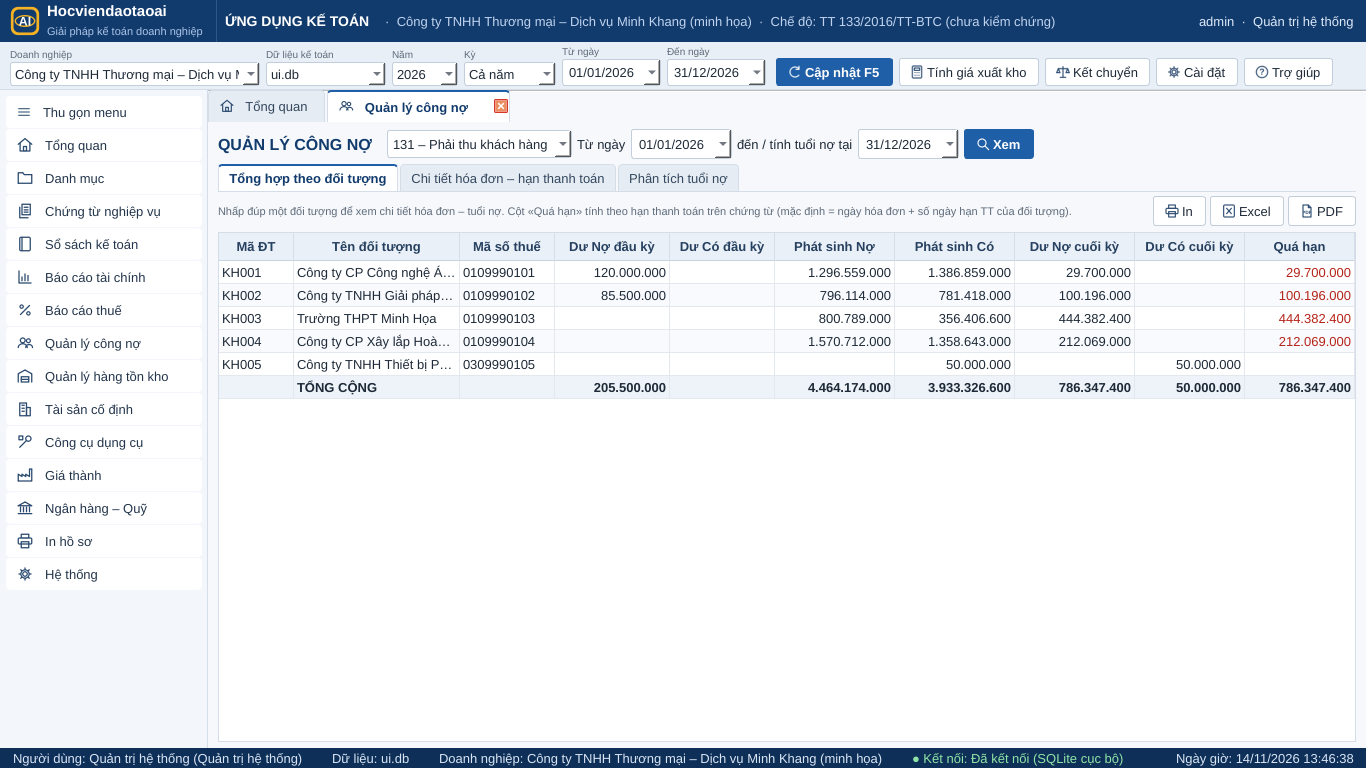 AI Hocviendaotaoai
Giải pháp kế toán doanh nghiệp
ỨNG DỤNG KẾ TOÁN · Công ty TNHH Thương mại – Dịch vụ Minh Khang (minh họa) · Chế độ: TT 133/2016/TT-BTC (chưa kiểm chứng)
admin · Quản trị hệ thống
Doanh nghiệp Dữ liệu kế toán Năm Kỳ Từ ngày Đến ngày
Công ty TNHH Thương mại – Dịch vụ ui.db 2026 Cả năm 01/01/2026 31/12/2026 Cập nhật F5 Tính giá xuất kho Kết chuyển Cài đặt Trợ giúp
Thu gọn menu
Tổng quan
Danh mục
Chứng từ nghiệp vụ
Sổ sách kế toán
Báo cáo tài chính
Báo cáo thuế
Quản lý công nợ
Quản lý hàng tồn kho
Tài sản cố định
Công cụ dụng cụ
Giá thành
Ngân hàng – Quỹ
In hồ sơ
Hệ thống
Tổng quan Quản lý công nợ
QUẢN LÝ CÔNG NỢ 131 – Phải thu khách hàng Từ ngày 01/01/2026 đến / tính tuổi nợ tại 31/12/2026 Xem
Tổng hợp theo đối tượng Chi tiết hóa đơn – hạn thanh toán Phân tích tuổi nợ
Nhấp đúp một đối tượng để xem chi tiết hóa đơn – tuổi nợ. Cột «Quá hạn» tính theo hạn thanh toán trên chứng từ (mặc định = ngày hóa đơn + số ngày hạn TT của đối tượng).
In Excel PDF
Mã ĐT Tên đối tượng Mã số thuế Dư Nợ đầu kỳ Dư Có đầu kỳ Phát sinh Nợ Phát sinh Có Dư Nợ cuối kỳ Dư Có cuối kỳ Quá hạn
KH001 Công ty CP Công nghệ Á… 0109990101 120.000.000 1.296.559.000 1.386.859.000 29.700.000 29.700.000
KH002 Công ty TNHH Giải pháp… 0109990102 85.500.000 796.114.000 781.418.000 100.196.000 100.196.000
KH003 Trường THPT Minh Họa 0109990103 800.789.000 356.406.600 444.382.400 444.382.400
KH004 Công ty CP Xây lắp Hoà… 0109990104 1.570.712.000 1.358.643.000 212.069.000 212.069.000
KH005 Công ty TNHH Thiết bị P… 0309990105 50.000.000 50.000.000
TỔNG CỘNG 205.500.000 4.464.174.000 3.933.326.600 786.347.400 50.000.000 786.347.400
Người dùng: Quản trị hệ thống (Quản trị hệ thống) Dữ liệu: ui.db Doanh nghiệp: Công ty TNHH Thương mại – Dịch vụ Minh Khang (minh họa) ● Kết nối: Đã kết nối (SQLite cục bộ) Ngày giờ: 14/11/2026 13:46:38